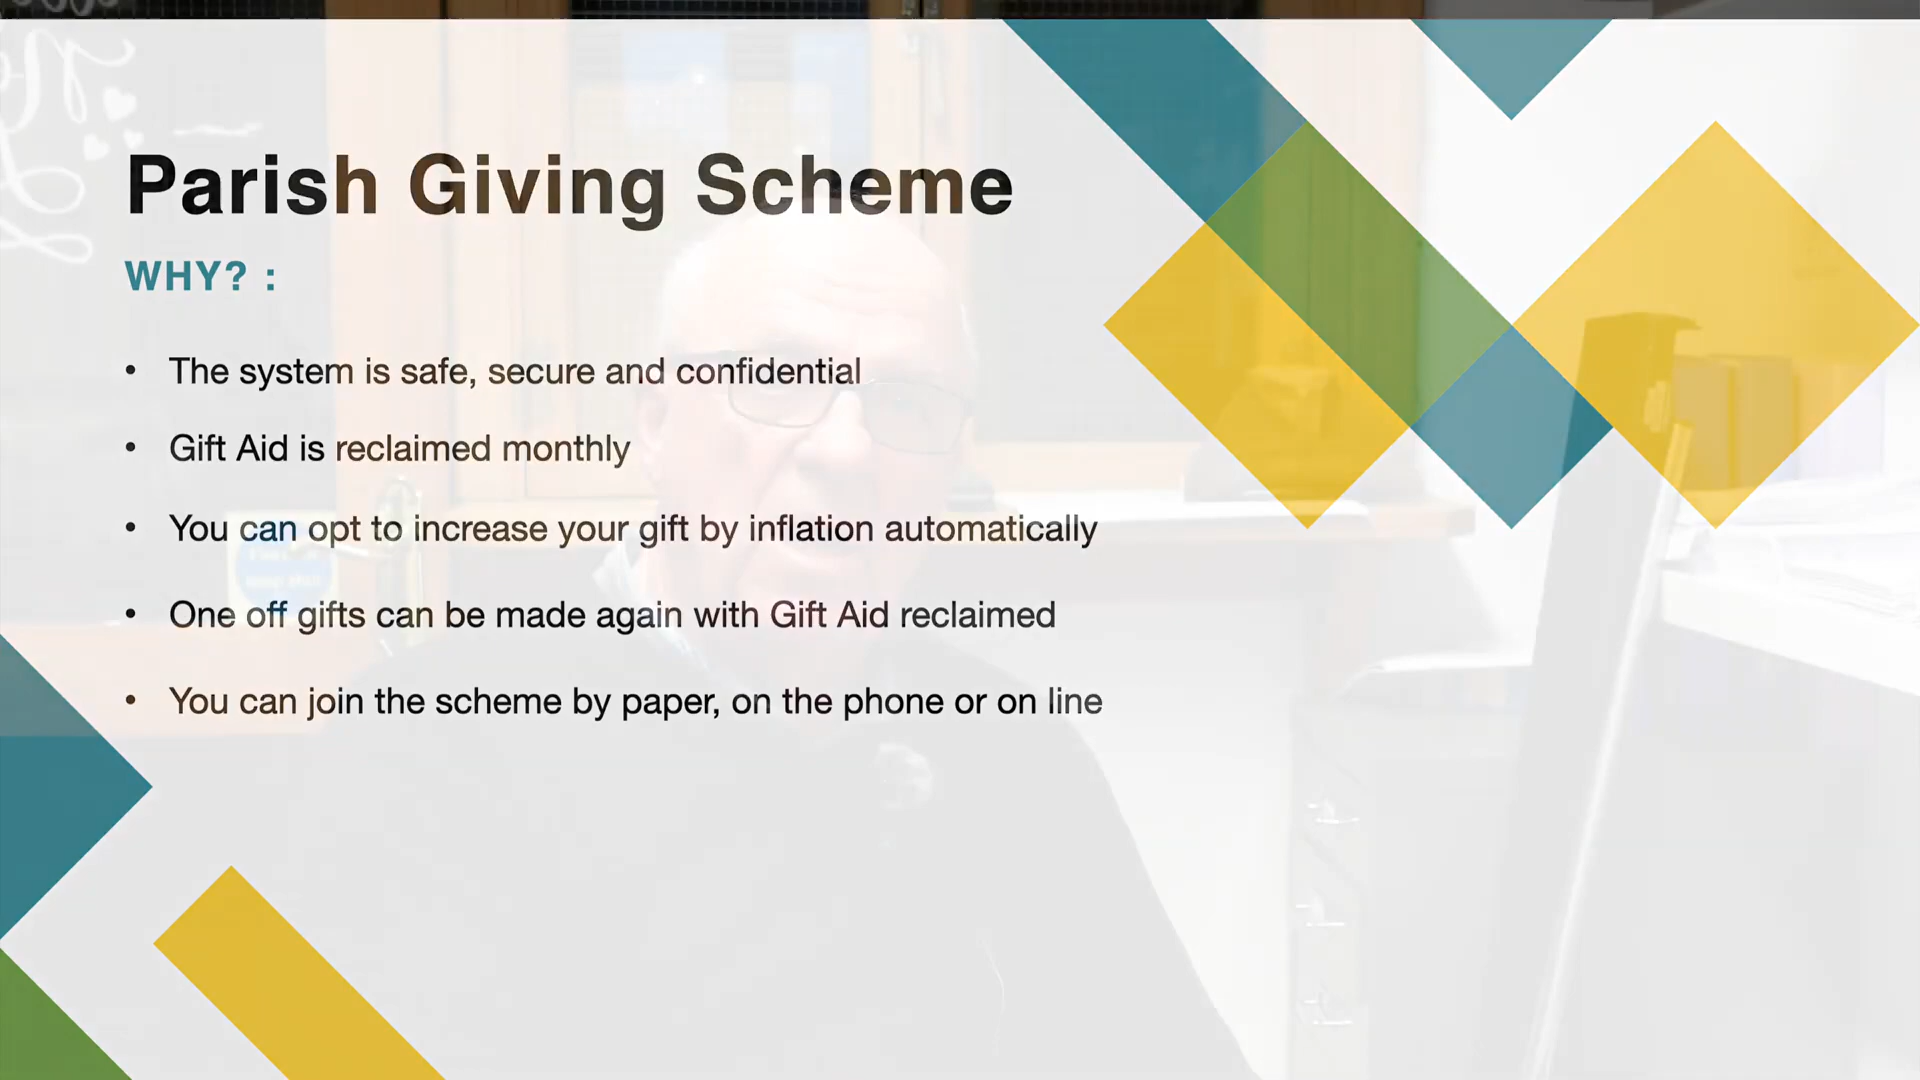 Parish Giving Scheme
WHY? :
• The system is safe, secure and confidential
• Gift Aid is reclaimed monthly
• You can opt to increase your gift by inflation automatically
• One off gifts can be made again with Gift Aid reclaimed
• You can join the scheme by paper, on the phone or on line